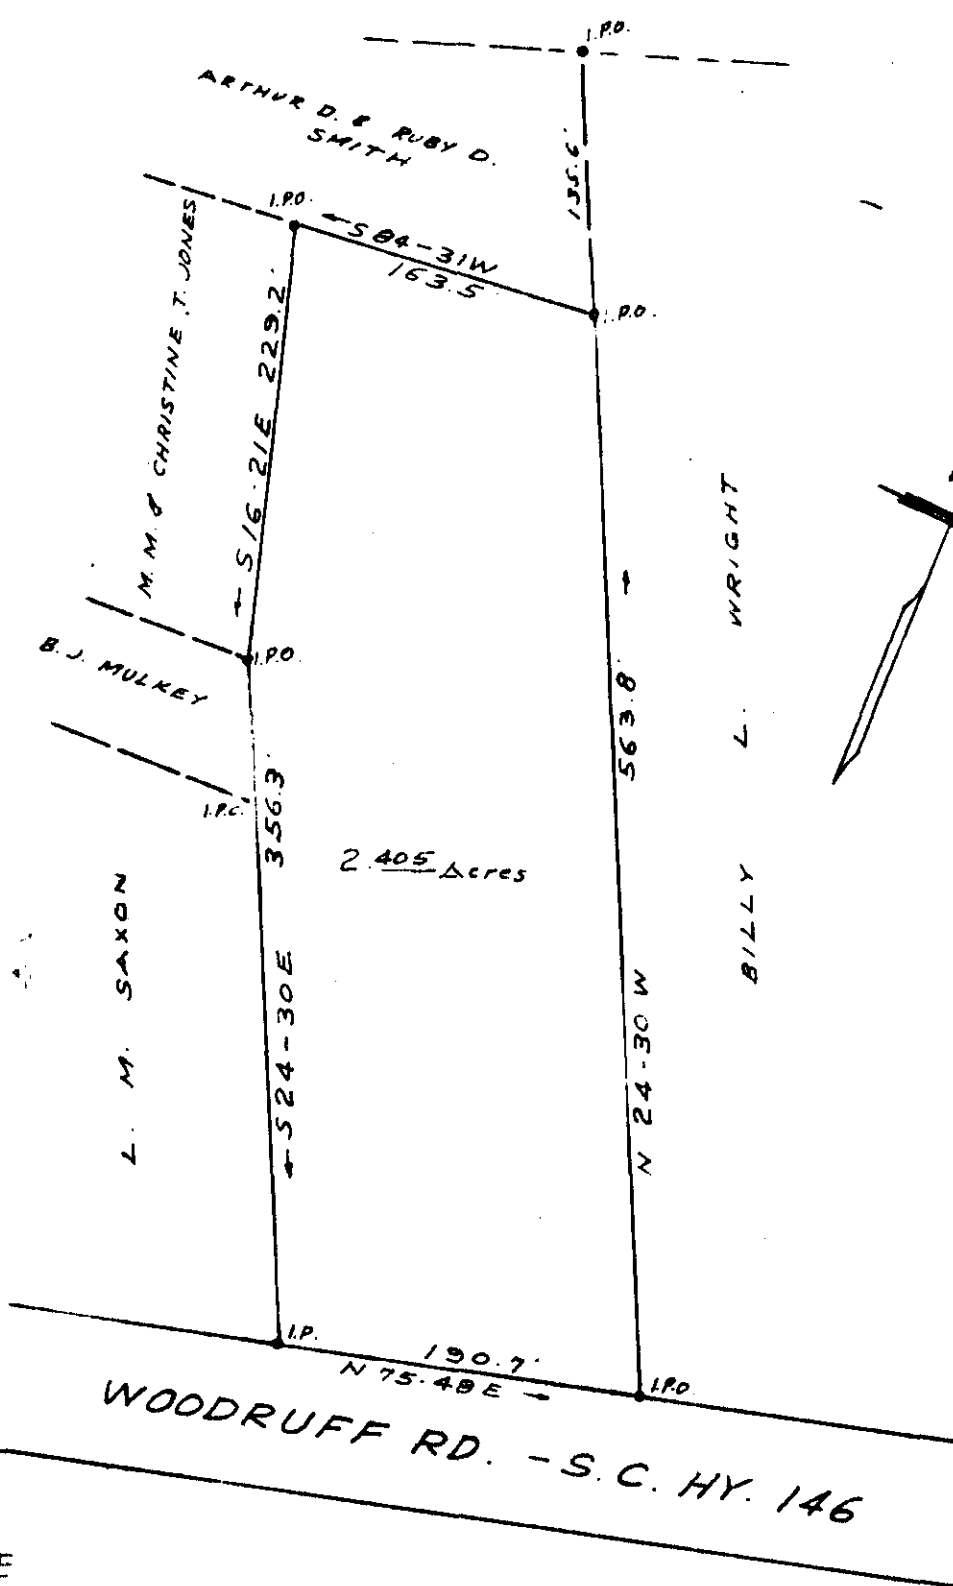 I.P.O.
ARTHUR D. & RUBY D.
SMITH
135.6'
I.P.O.
S 84-31W
163.5
I.P.O.
M. M. & CHRISTINE T. JONES
S 16-21E 229.2'
B. J. MULKEY
I.P.O.
I.P.C.
356.3'
S 24-30E
L. M. SAXON
2.405 Acres
563.8'
N 24-30 W
BILLY L. WRIGHT
I.P.
190.7'
N 75-48 E
I.P.O.
WOODRUFF RD. - S. C. HY. 146